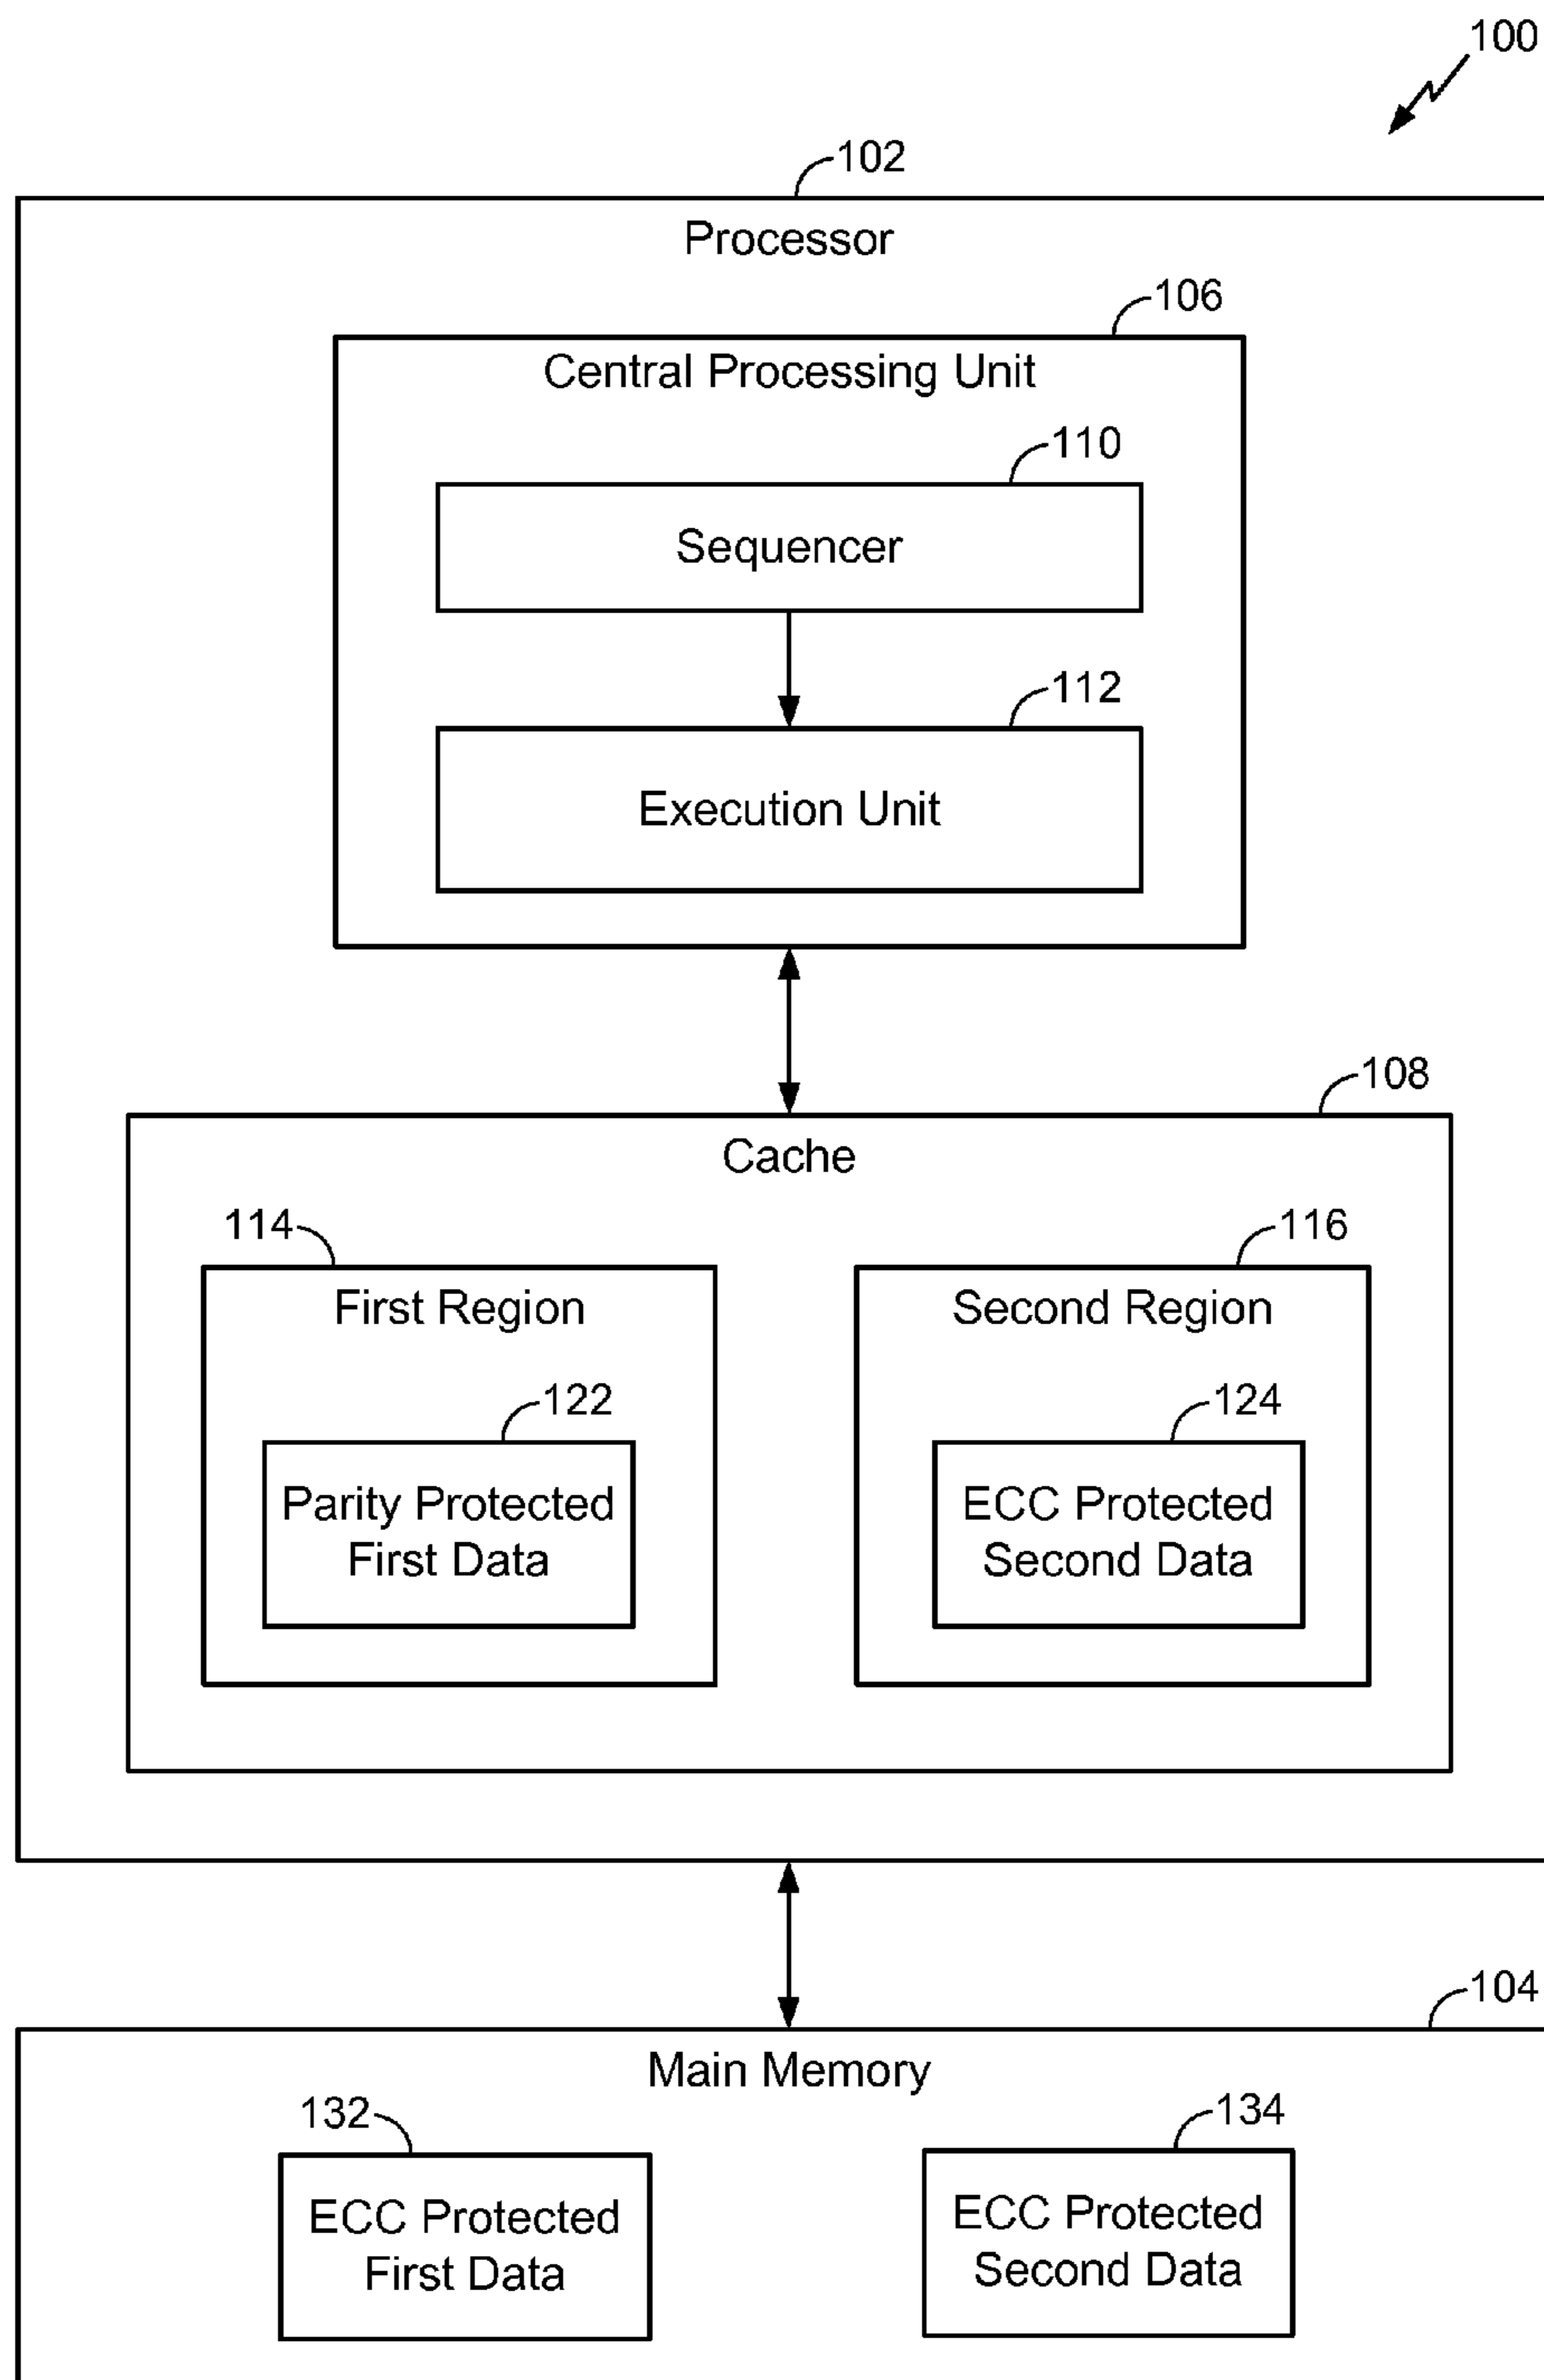 100
102
Processor
106
Central Processing Unit
110
Sequencer
112
Execution Unit
108
Cache
114
First Region
122
Parity Protected
First Data
116
Second Region
124
ECC Protected
Second Data
104
Main Memory
132
ECC Protected
First Data
134
ECC Protected
Second Data